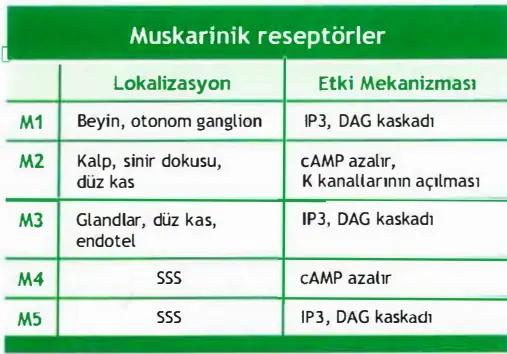 Muskarinik reseptörler
Lokalizasyon Etki Mekanizması
M1 Beyin, otonom ganglion IP3, DAG kaskadı
M2 Kalp, sinir dokusu, cAMP azalır,
düz kas K kanallarının açılması
M3 Glandlar, düz kas, IP3, DAG kaskadı
endotel
M4 SSS cAMP azalır
M5 SSS IP3, DAG kaskadı